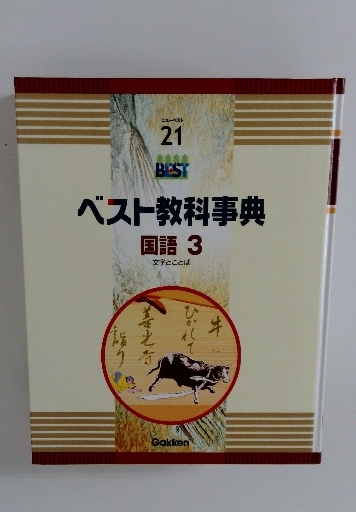 ニューベスト
21
BEST
ベスト教科事典
国語 3
文字とことば
牛
ひかれて
善光寺
詣り
Gakken